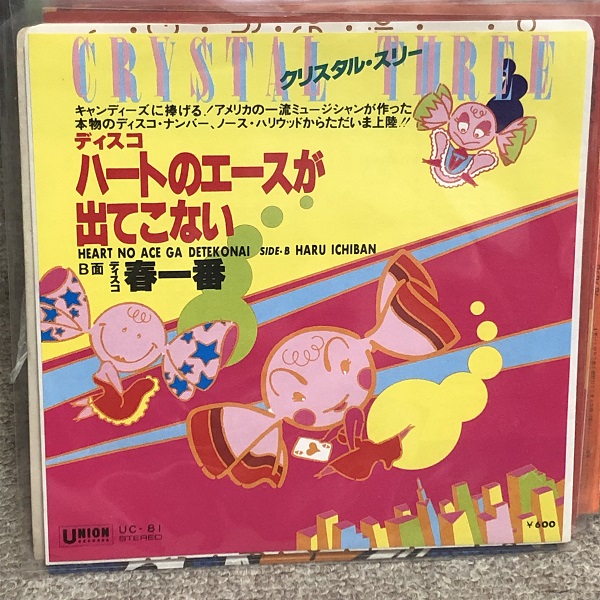 CRYSTAL THREE
クリスタル・スリー
キャンディーズに捧げる!アメリカの一流ミュージシャンが作った
本物のディスコ・ナンバー、ノース・ハリウッドからただいま上陸!!
ディスコ
ハートのエースが
出てこない
HEART NO ACE GA DETEKONAI SIDE-B HARU ICHIBAN
B面 ディスコ 春一番
UNION RECORDS
UC-81
STEREO
¥600